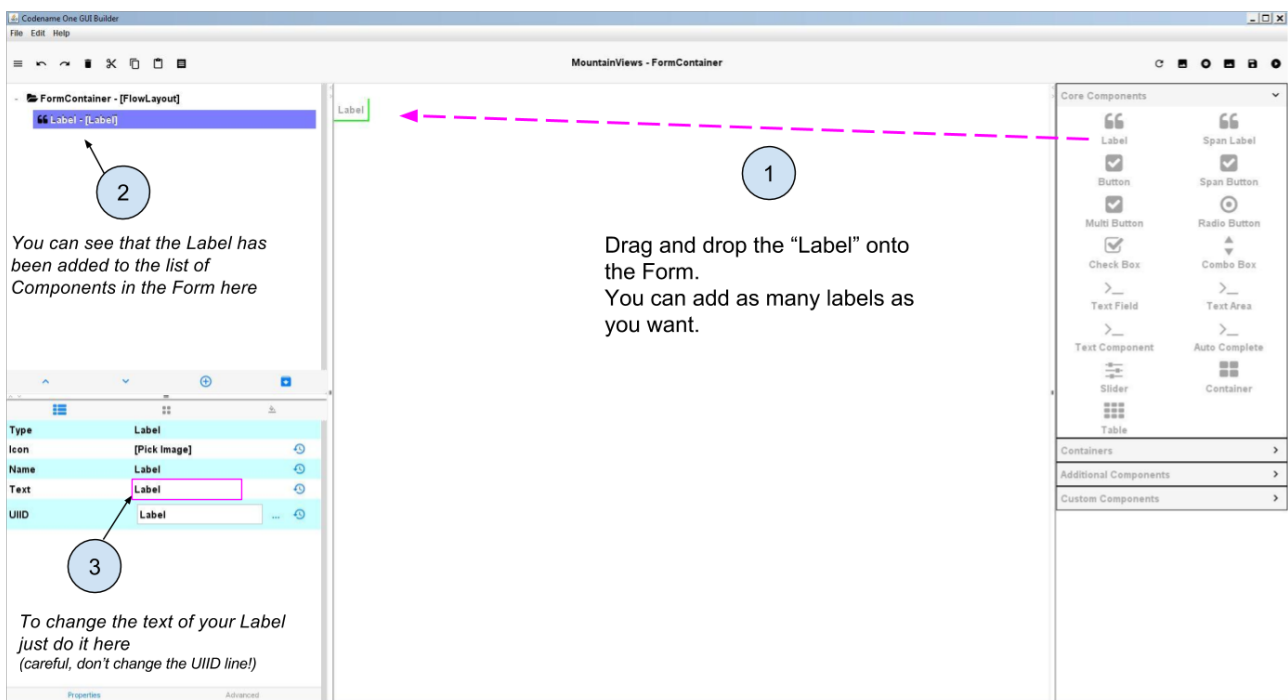 Codename One GUI Builder
File Edit Help
MountainViews - FormContainer
FormContainer - [FlowLayout]
Label - [Label]
2
You can see that the Label has
been added to the list of
Components in the Form here
Type Label
Icon [Pick Image]
Name Label
Text Label
UIID Label ...
3
To change the text of your Label
just do it here
(careful, don't change the UIID line!)
Properties Advanced
Label
1
Drag and drop the “Label” onto
the Form.
You can add as many labels as
you want.
Core Components
Label Span Label
Button Span Button
Multi Button Radio Button
Check Box Combo Box
Text Field Text Area
Text Component Auto Complete
Slider Container
Table
Containers
Additional Components
Custom Components